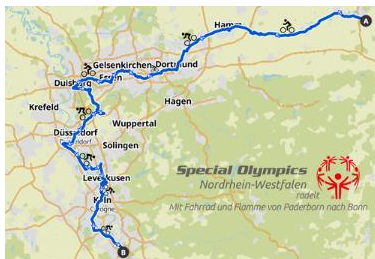 A
Hamm
Gelsenkirchen
Dortmund
Essen
Duisburg
Krefeld
Hagen
Wuppertal
Düsseldorf
Solingen
Leverkusen
Köln
Cologne
B
Special Olympics
Nordrhein-Westfalen
radelt
Mit Fahrrad und Flamme von Paderborn nach Bonn